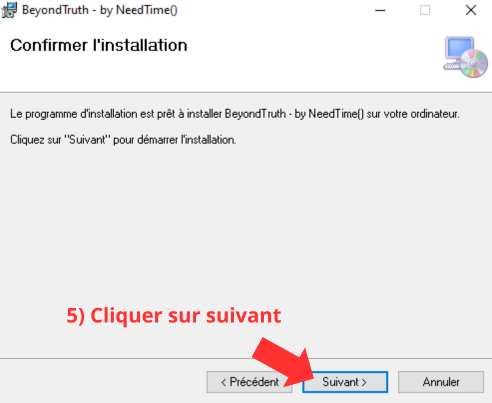 BeyondTruth - by NeedTime()
Confirmer l'installation
Le programme d'installation est prêt à installer BeyondTruth - by NeedTime() sur votre ordinateur.
Cliquez sur "Suivant" pour démarrer l'installation.
5) Cliquer sur suivant
< Précédent
Suivant >
Annuler